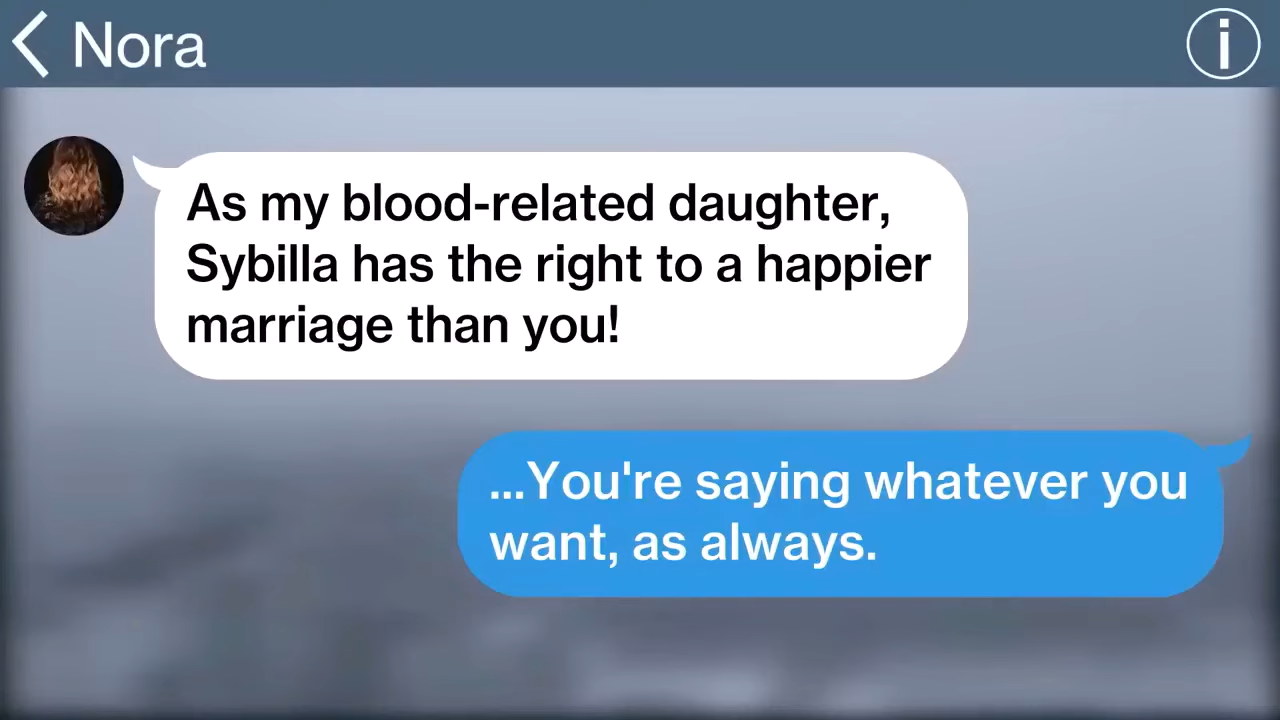 Nora
As my blood-related daughter,
Sybilla has the right to a happier
marriage than you!
...You're saying whatever you
want, as always.